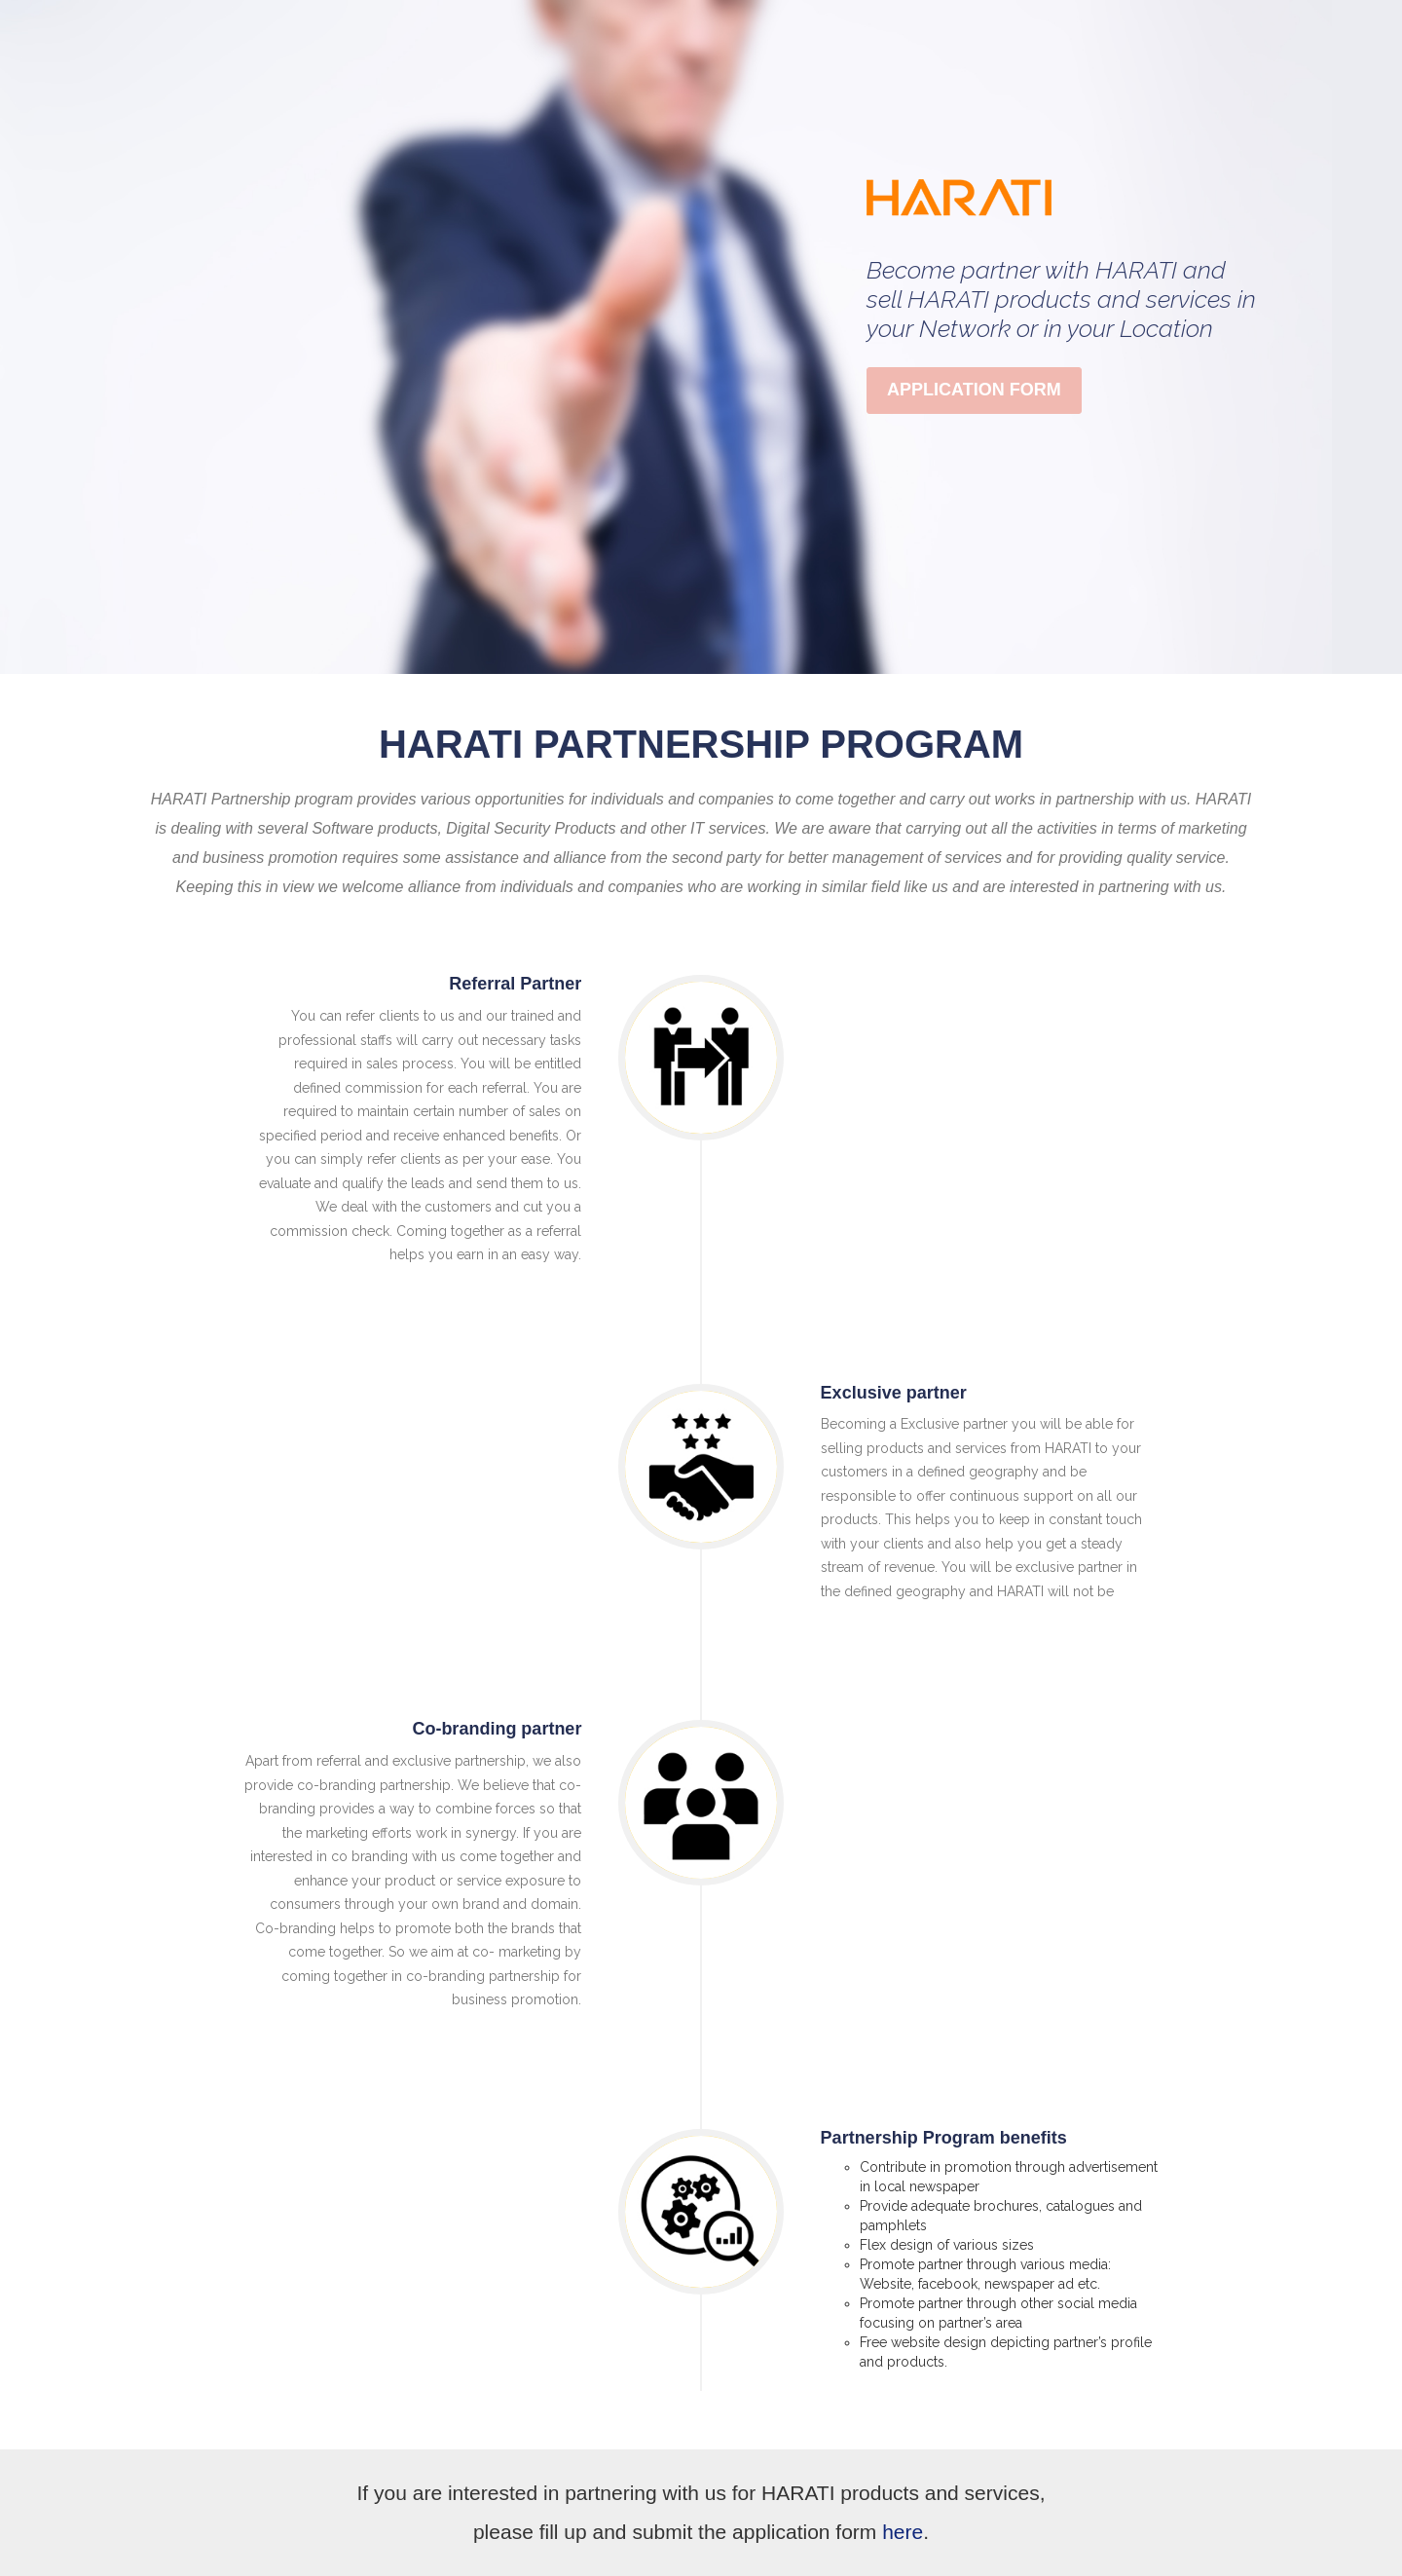 HARATI
Become partner with HARATI and
sell HARATI products and services in
your Network or in your Location
APPLICATION FORM
HARATI PARTNERSHIP PROGRAM
HARATI Partnership program provides various opportunities for individuals and companies to come together and carry out works in partnership with us. HARATI
is dealing with several Software products, Digital Security Products and other IT services. We are aware that carrying out all the activities in terms of marketing
and business promotion requires some assistance and alliance from the second party for better management of services and for providing quality service.
Keeping this in view we welcome alliance from individuals and companies who are working in similar field like us and are interested in partnering with us.
Referral Partner
You can refer clients to us and our trained and
professional staffs will carry out necessary tasks
required in sales process. You will be entitled
defined commission for each referral. You are
required to maintain certain number of sales on
specified period and receive enhanced benefits. Or
you can simply refer clients as per your ease. You
evaluate and qualify the leads and send them to us.
We deal with the customers and cut you a
commission check. Coming together as a referral
helps you earn in an easy way.
Exclusive partner
Becoming a Exclusive partner you will be able for
selling products and services from HARATI to your
customers in a defined geography and be
responsible to offer continuous support on all our
products. This helps you to keep in constant touch
with your clients and also help you get a steady
stream of revenue. You will be exclusive partner in
the defined geography and HARATI will not be
Co-branding partner
Apart from referral and exclusive partnership, we also
provide co-branding partnership. We believe that co-
branding provides a way to combine forces so that
the marketing efforts work in synergy. If you are
interested in co branding with us come together and
enhance your product or service exposure to
consumers through your own brand and domain.
Co-branding helps to promote both the brands that
come together. So we aim at co- marketing by
coming together in co-branding partnership for
business promotion.
Partnership Program benefits
Contribute in promotion through advertisement
in local newspaper
Provide adequate brochures, catalogues and
pamphlets
Flex design of various sizes
Promote partner through various media:
Website, facebook, newspaper ad etc.
Promote partner through other social media
focusing on partner's area
Free website design depicting partner's profile
and products.
If you are interested in partnering with us for HARATI products and services,
please fill up and submit the application form here.